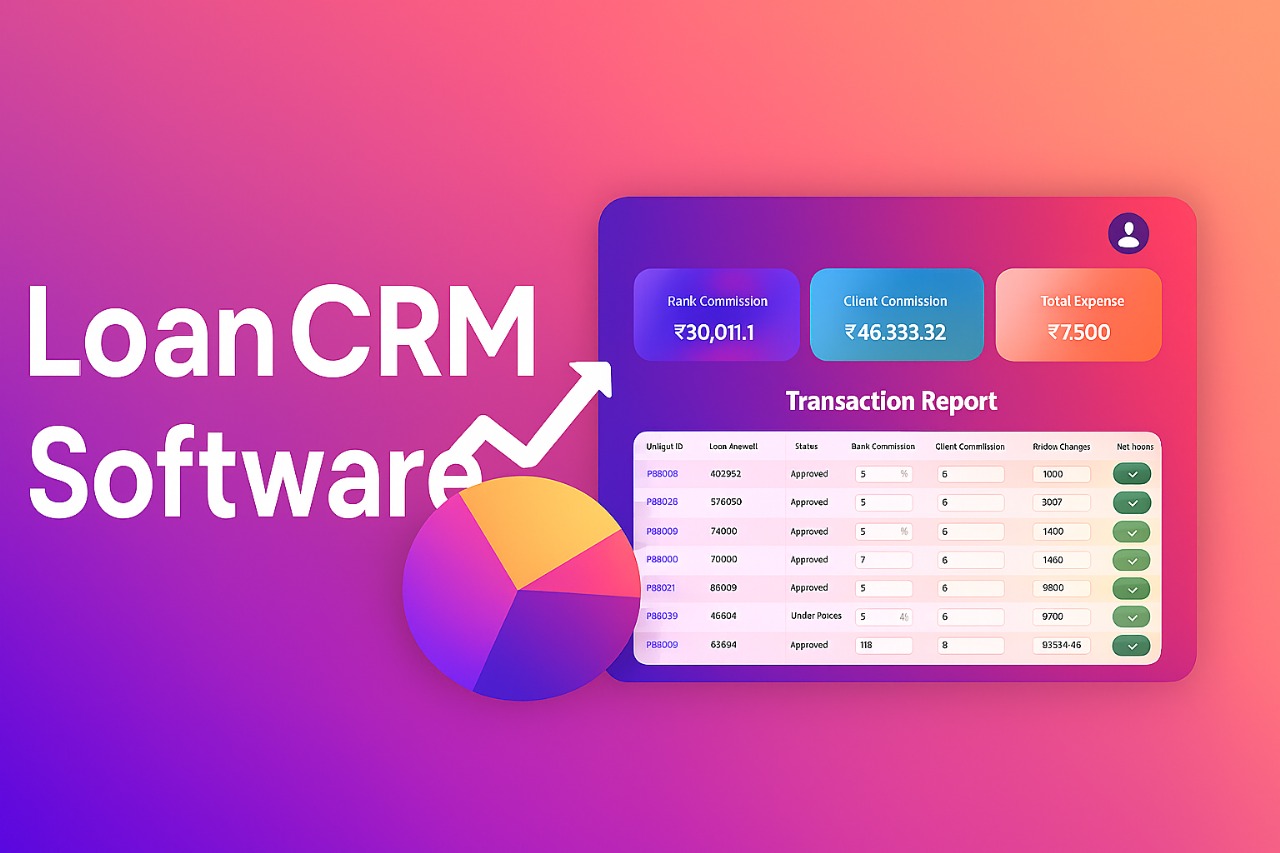 Loan CRM
Software
Rank Commission
₹30,011.1
Client Conmission
₹46.333.32
Total Expense
₹7.500
Transaction Report
Unligut ID Loon Anewell Status Bank Commission Client Commlission Rridow Changes Net hoons
P88008 402952 Approved 5 % 6 1000
P88028 576050 Approved 5 6 3007
P88009 74000 Approved 5 % 6 1400
P88000 70000 Approved 7 6 1460
P88021 86009 Approved 5 6 9800
P88039 46604 Under Poices 5 6 9700
P88009 63694 Approved 118 8 93534-46